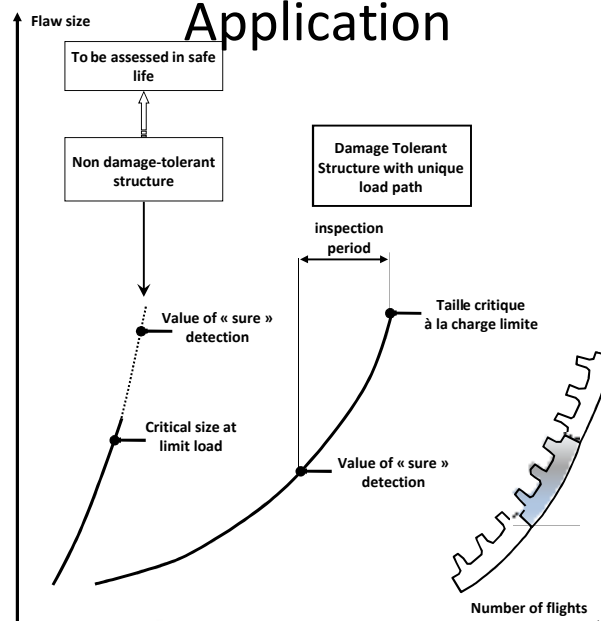 Application
Flaw size
To be assessed in safe
life
Non damage-tolerant
structure
Damage Tolerant
Structure with unique
load path
inspection
period
Value of « sure »
detection
Taille critique
à la charge limite
Critical size at
limit load
Value of « sure »
detection
Number of flights